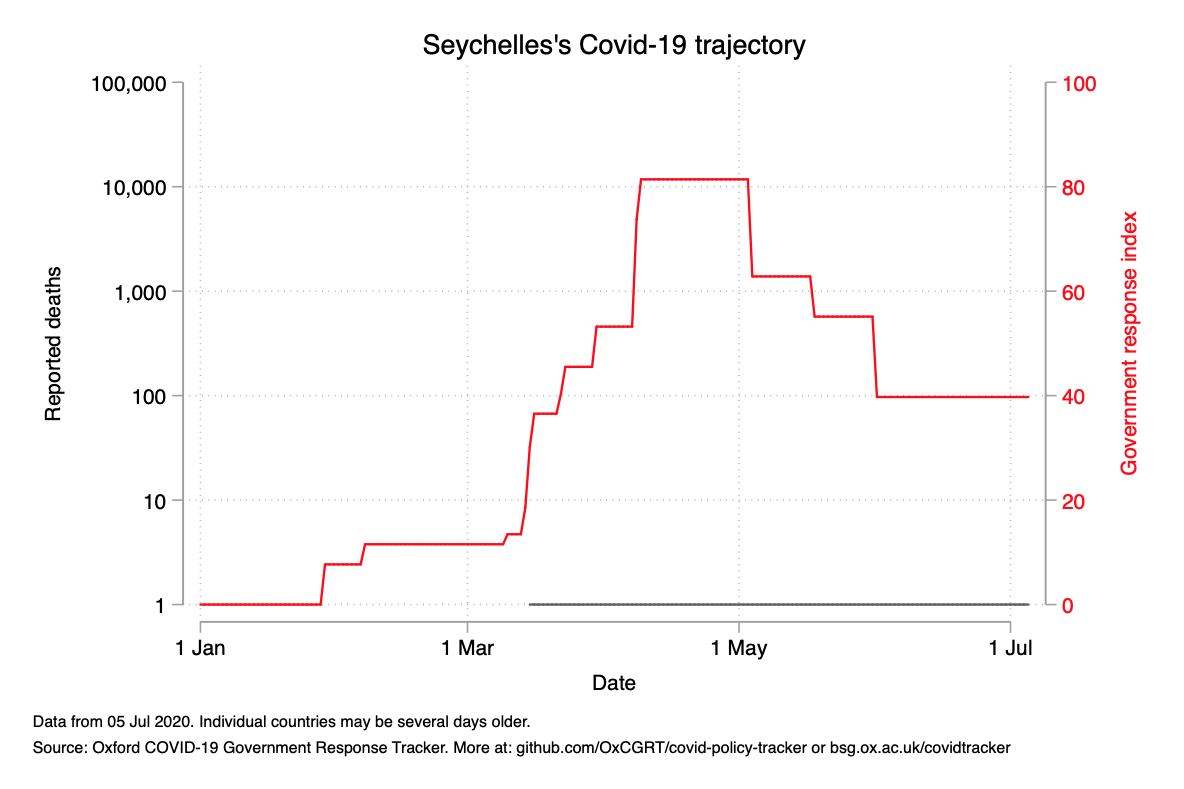 Seychelles's Covid-19 trajectory
100,000
10,000
1,000
100
10
1
Reported deaths
100
80
60
40
20
0
Government response index
1 Jan 1 Mar 1 May 1 Jul
Date
Data from 05 Jul 2020. Individual countries may be several days older.
Source: Oxford COVID-19 Government Response Tracker. More at: github.com/OxCGRT/covid-policy-tracker or bsg.ox.ac.uk/covidtracker